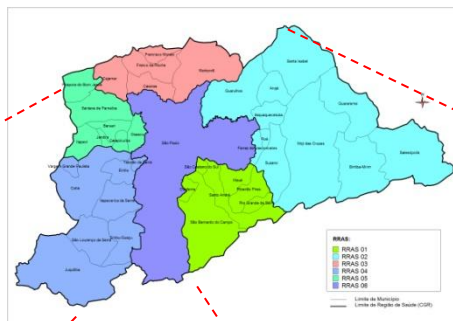 Francisco Morato
Santa Isabel
Franco da Rocha
Mairiporã
Cajamar
Pirapora do Bom Jesus
Caieiras
Guarulhos
Arujá
Santana de Parnaíba
Guararema
Itaquaquecetuba
Barueri
Osasco
Jandira
Carapicuíba
São Paulo
Itapevi
Poá
Ferraz de Vasconcelos
Mogi das Cruzes
Salesópolis
Vargem Grande Paulista
Taboão da Serra
Suzano
Biritiba-Mirim
Embu
São Caetano do Sul
Cotia
Mauá
Diadema
Ribeirão Pires
Santo André
Itapecerica da Serra
Rio Grande da Serra
São Bernardo do Campo
Embu-Guaçu
São Lourenço da Serra
Juquitiba
RRAS:
RRAS 01
RRAS 02
RRAS 03
RRAS 04
RRAS 05
RRAS 06
Limite de Município
Limite de Região de Saúde (CGR)